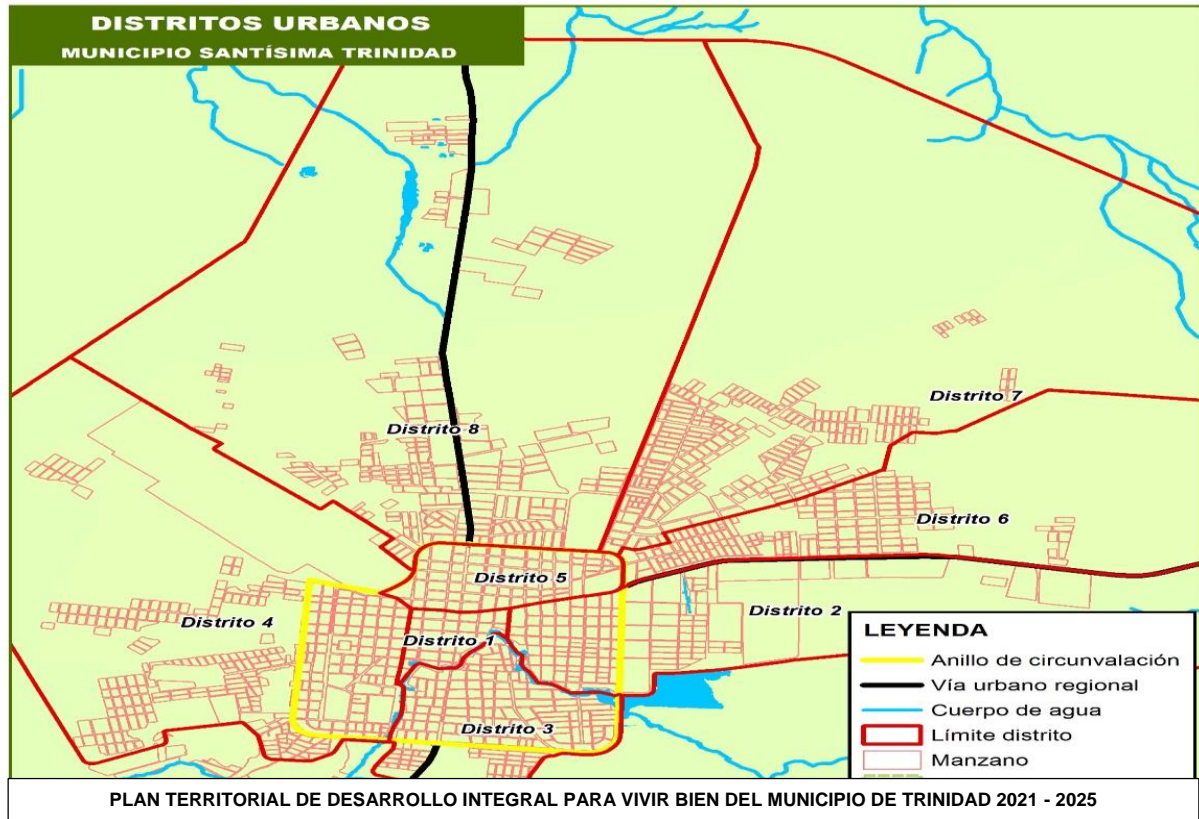 DISTRITOS URBANOS
MUNICIPIO SANTÍSIMA TRINIDAD
Distrito 7
Distrito 8
Distrito 6
Distrito 5
Distrito 2
Distrito 4
Distrito 1
Distrito 3
LEYENDA
Anillo de circunvalación
Vía urbano regional
Cuerpo de agua
Límite distrito
Manzano
PLAN TERRITORIAL DE DESARROLLO INTEGRAL PARA VIVIR BIEN DEL MUNICIPIO DE TRINIDAD 2021 - 2025